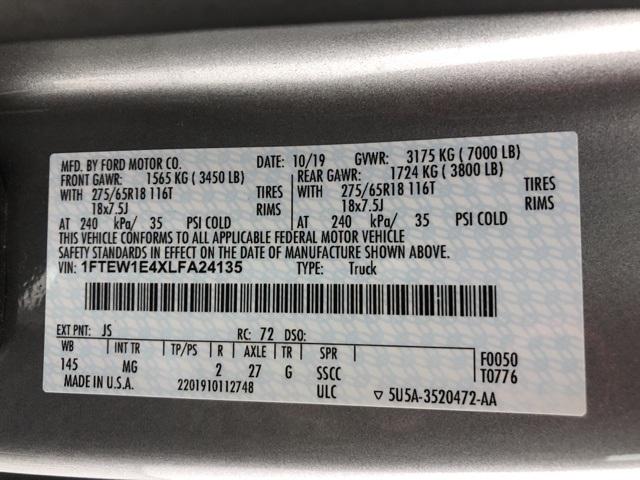 MFD. BY FORD MOTOR CO. DATE: 10/19 GVWR: 3175 KG ( 7000 LB)
FRONT GAWR: 1565 KG ( 3450 LB) REAR GAWR: 1724 KG ( 3800 LB)
WITH 275/65R18 116T TIRES WITH 275/65R18 116T TIRES
18x7.5J RIMS 18x7.5J RIMS
AT 240 kPa/ 35 PSI COLD AT 240 kPa/ 35 PSI COLD
THIS VEHICLE CONFORMS TO ALL APPLICABLE FEDERAL MOTOR VEHICLE
SAFETY STANDARDS IN EFFECT ON THE DATE OF MANUFACTURE SHOWN ABOVE.
VIN: 1FTEW1E4XLFA24135 TYPE: Truck
EXT PNT: JS RC: 72 DSO:
WB INT TR TP/PS R AXLE TR SPR F0050
145 MG 2 27 G SSCC T0776
MADE IN U.S.A. 2201910112748 ULC ▽ 5U5A-3520472-AA